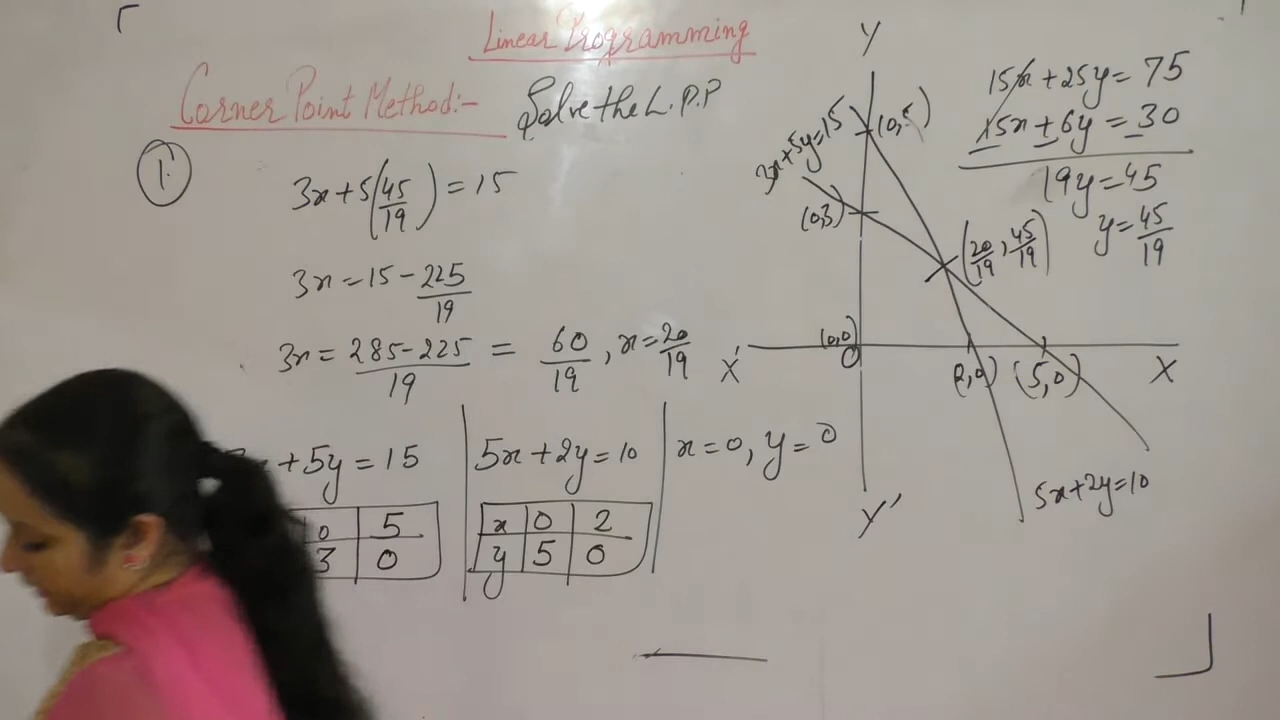 Linear Programming
Corner Point Method:- Solve the L.P.P
1.
3x+5(45/19)=15
3x=15-225/19
3x=285-225/19 = 60/19, x=20/19
+5y=15
0 5
3 0
5x+2y=10
x 0 2
y 5 0
x=0, y=0
Y
3x+5y=15
(0,3)
(20/19, 45/19)
(0,0)
O
X'
(2,0)
(5,0)
X
5x+2y=10
Y'
15x+25y=75
15x+6y=30
19y=45
y=45/19